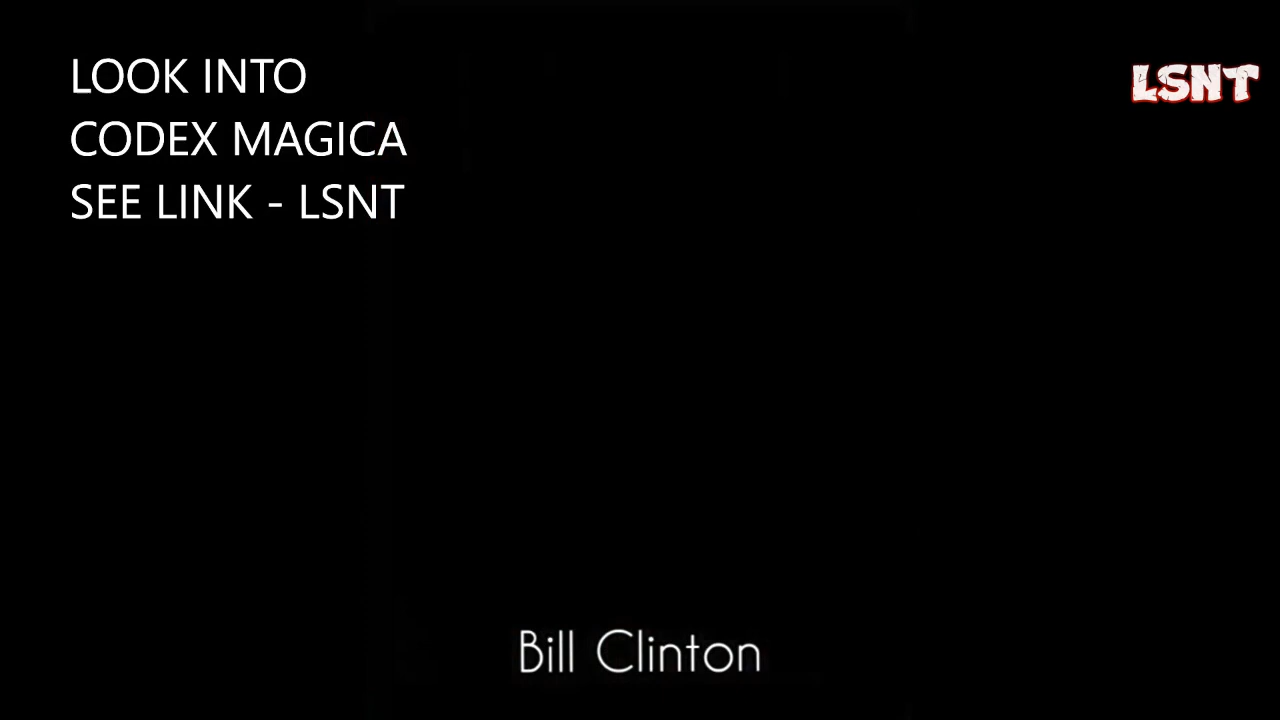 LOOK INTO
CODEX MAGICA
SEE LINK - LSNT
LSNT
Bill Clinton